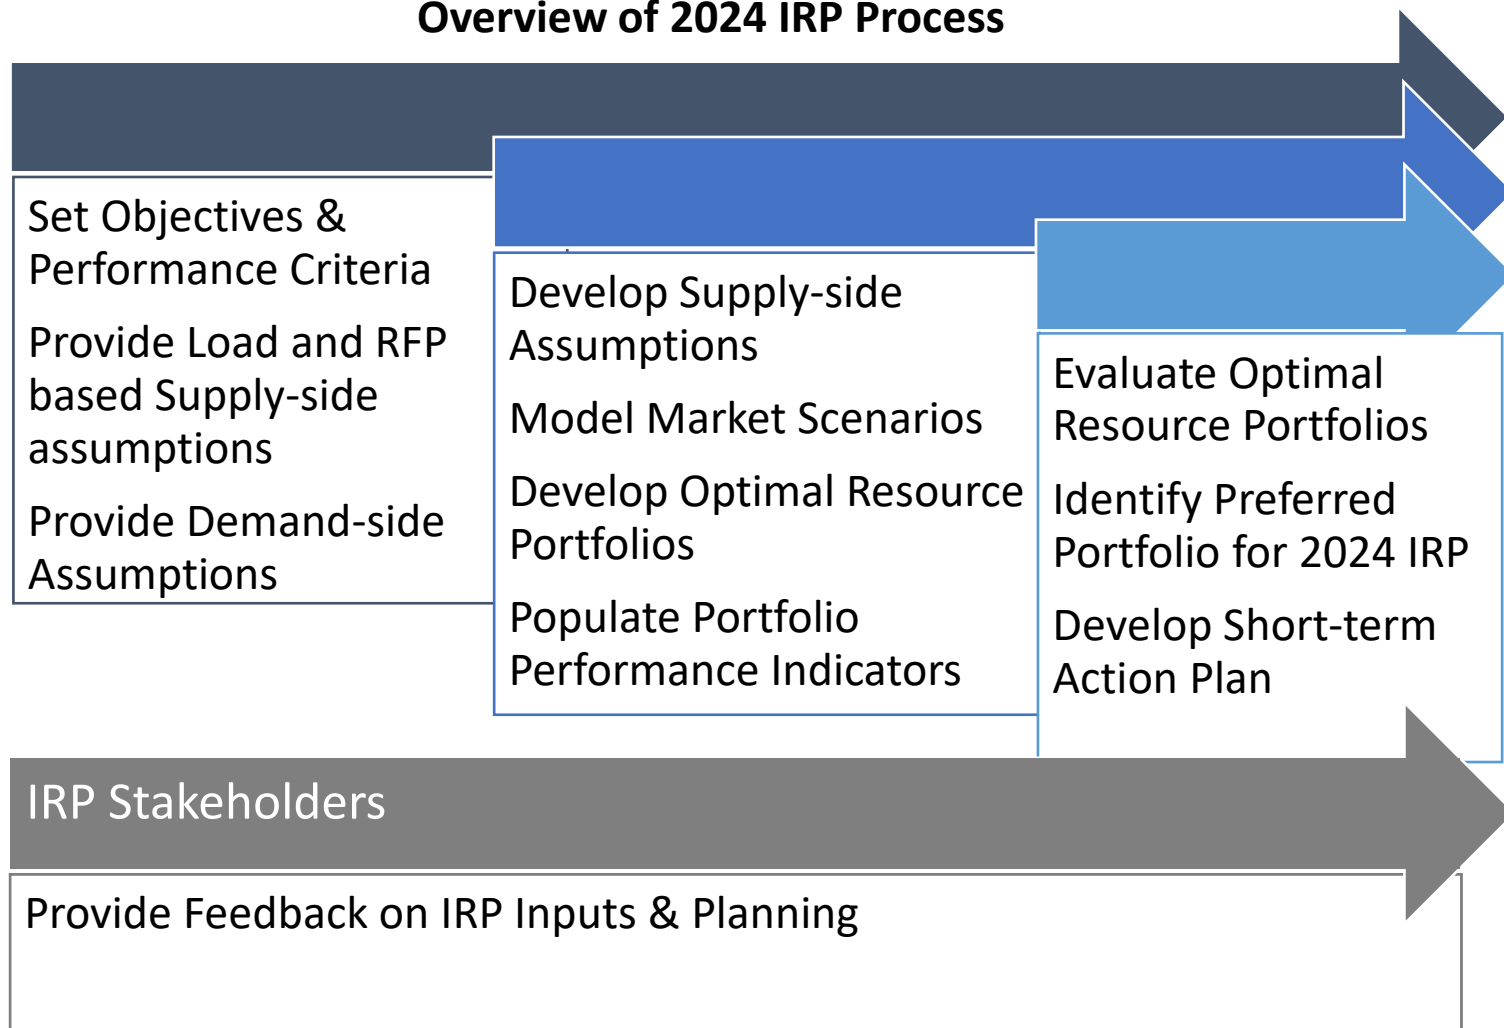 Overview of 2024 IRP Process
Set Objectives &
Performance Criteria
Provide Load and RFP
based Supply-side
assumptions
Provide Demand-side
Assumptions
Develop Supply-side
Assumptions
Model Market Scenarios
Develop Optimal Resource
Portfolios
Populate Portfolio
Performance Indicators
Evaluate Optimal
Resource Portfolios
Identify Preferred
Portfolio for 2024 IRP
Develop Short-term
Action Plan
IRP Stakeholders
Provide Feedback on IRP Inputs & Planning